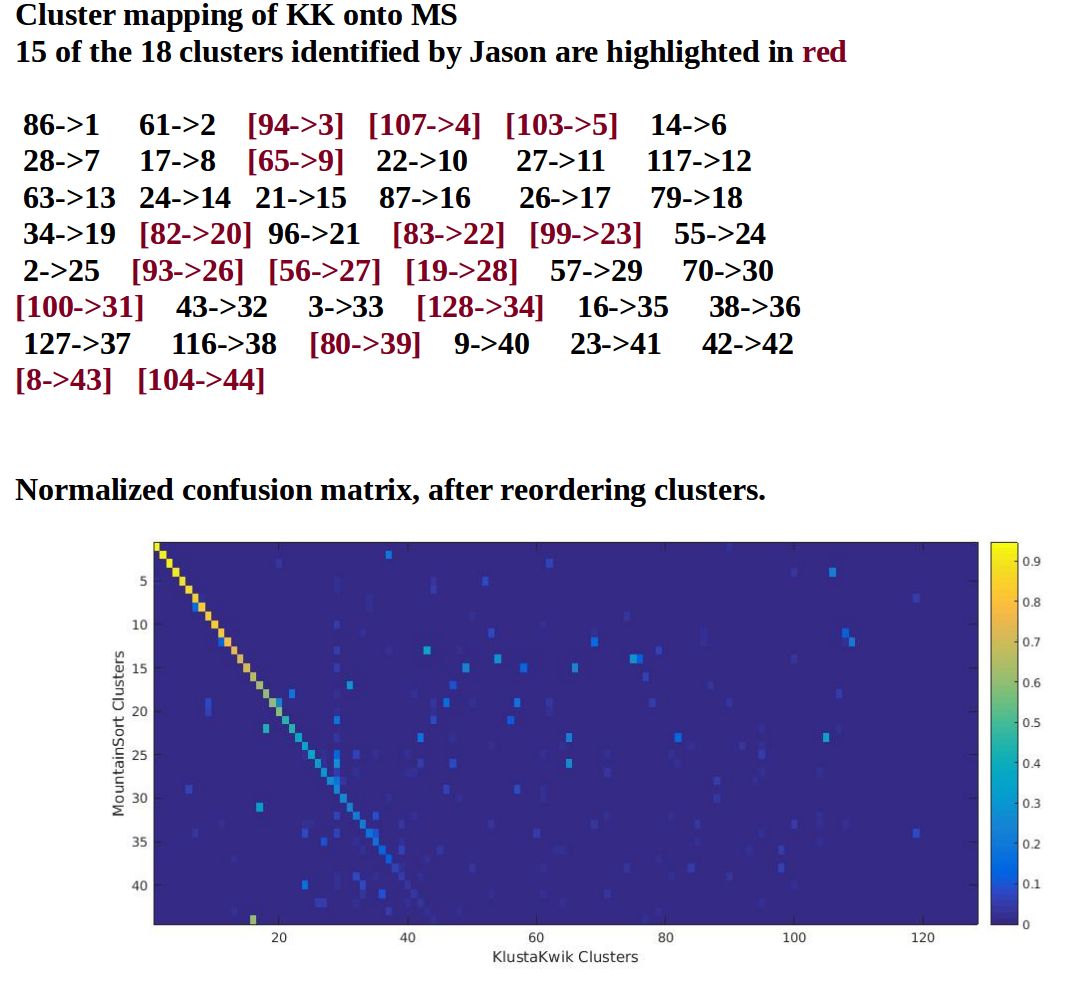 Cluster mapping of KK onto MS
15 of the 18 clusters identified by Jason are highlighted in red
86->1 61->2 [94->3] [107->4] [103->5] 14->6
28->7 17->8 [65->9] 22->10 27->11 117->12
63->13 24->14 21->15 87->16 26->17 79->18
34->19 [82->20] 96->21 [83->22] [99->23] 55->24
2->25 [93->26] [56->27] [19->28] 57->29 70->30
[100->31] 43->32 3->33 [128->34] 16->35 38->36
127->37 116->38 [80->39] 9->40 23->41 42->42
[8->43] [104->44]
Normalized confusion matrix, after reordering clusters.
MountainSort Clusters
5
10
15
20
25
30
35
40
20 40 60 80 100 120
KlustaKwik Clusters
0.9
0.8
0.7
0.6
0.5
0.4
0.3
0.2
0.1
0